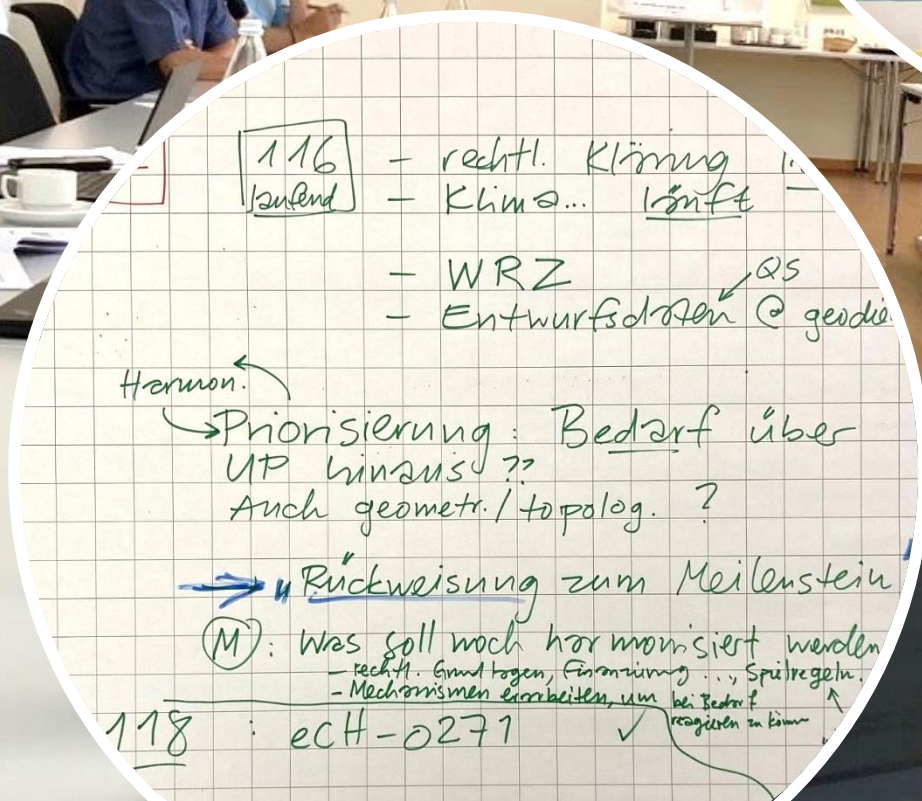 116 - rechtl. Klärung
laufend - Klima... läuft
- WRZ QS
- Entwurfsdaten @ geodie
Harmon.
Priorisierung: Bedarf über
UP hinaus ??
Auch geometr./topolog. ?
"Rückweisung" zum Meilenstein
M: Was soll noch harmonisiert werden
- rechtl. Grundlagen, Finanzierung ..., Spielregeln.
- Mechanismen einarbeiten, um bei Bedarf
reagieren zu könn
118 : eCH-0271 ✓